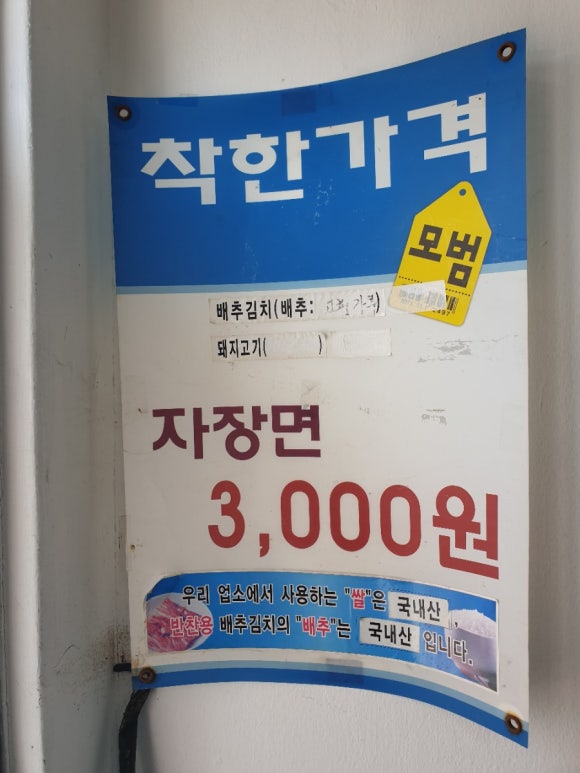 착한가격
모범
배추김치(배추:
돼지고기( )
자장면
3,000원
우리 업소에서 사용하는 "쌀"은 국내산,
반찬용 배추김치의 "배추"는 국내산 입니다.